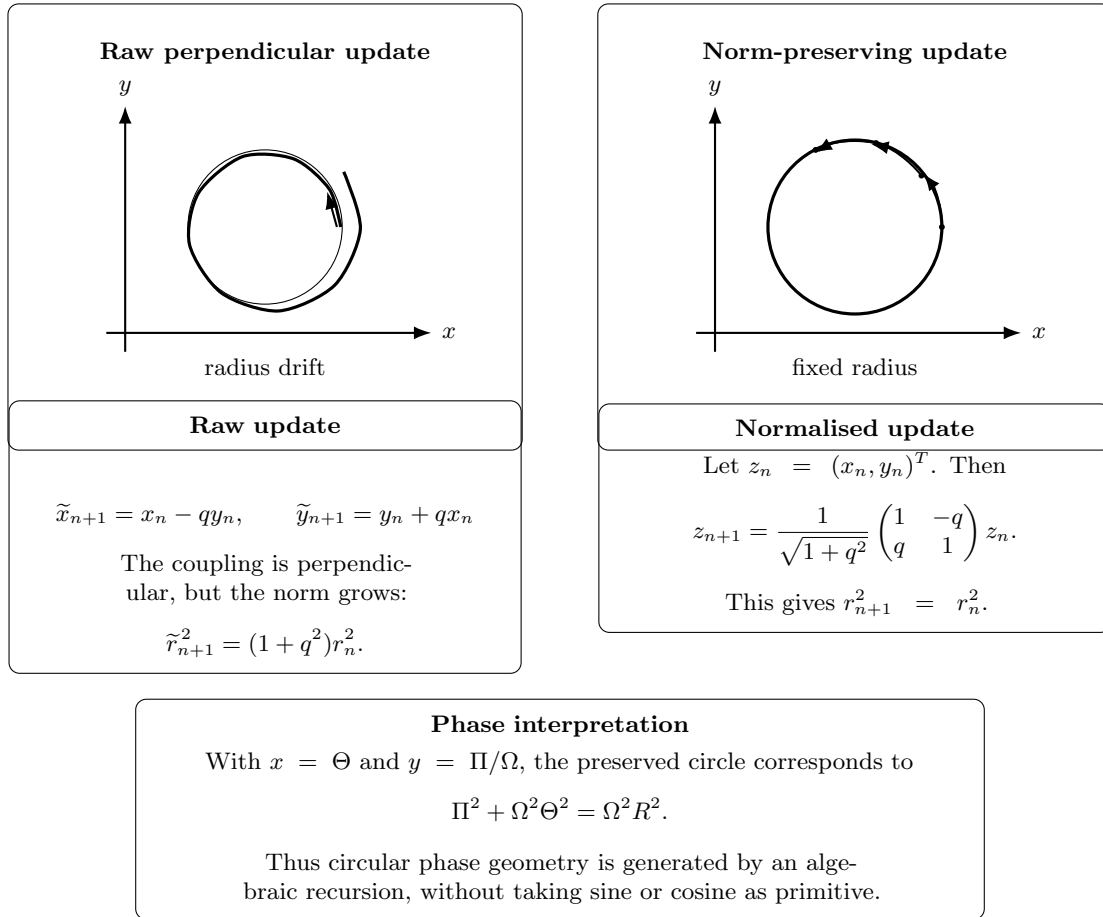 Raw perpendicular update
y
x
radius drift
Raw update
x̃ₙ₊₁ = xₙ − qyₙ, ỹₙ₊₁ = yₙ + qxₙ
The coupling is perpendic-
ular, but the norm grows:
r̃²ₙ₊₁ = (1 + q²)r²ₙ.
Norm-preserving update
y
x
fixed radius
Normalised update
Let zₙ = (xₙ, yₙ)ᵀ. Then
zₙ₊₁ = 1/√(1 + q²) (1 −q; q 1) zₙ.
This gives r²ₙ₊₁ = r²ₙ.
Phase interpretation
With x = Θ and y = Π/Ω, the preserved circle corresponds to
Π² + Ω²Θ² = Ω²R².
Thus circular phase geometry is generated by an alge-
braic recursion, without taking sine or cosine as primitive.